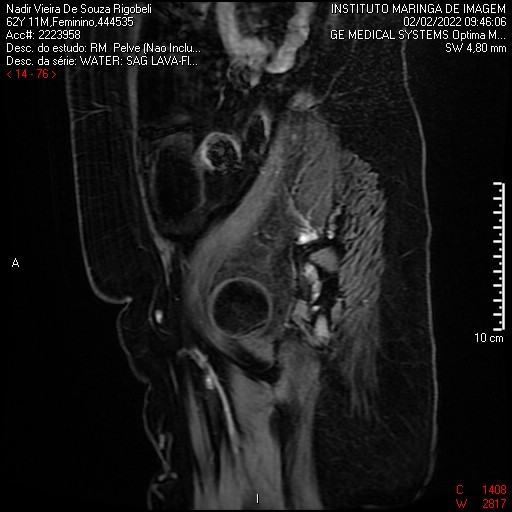 Nadir Vieira De Souza Rigobeli
62Y 11M,Feminino,444535
Acc#: 2223958
Desc. do estudo: RM Pelve (Nao Inclu...
Desc. da série: WATER: SAG LAVA-Fl...
< 14 - 76 >
INSTITUTO MARINGA DE IMAGEM
02/02/2022 09:46:06
GE MEDICAL SYSTEMS Optima M...
SW 4,80 mm
A
10 cm
I
C 1408
W 2817